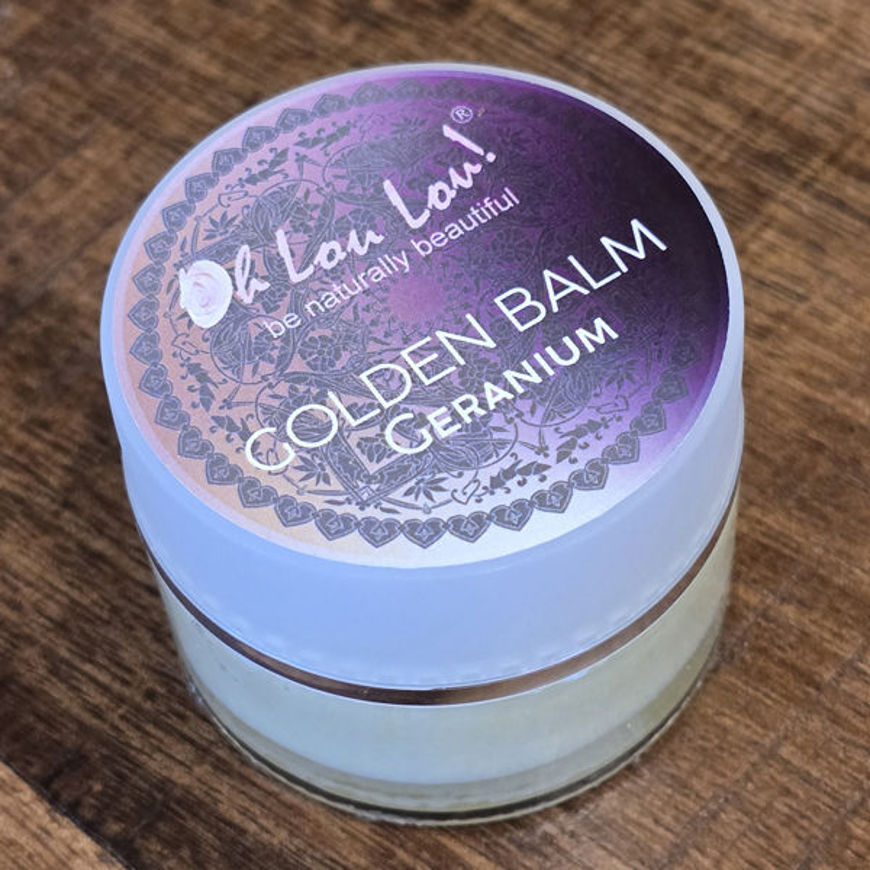 Oh Lou Lou!®
be naturally beautiful
GOLDEN BALM
GERANIUM